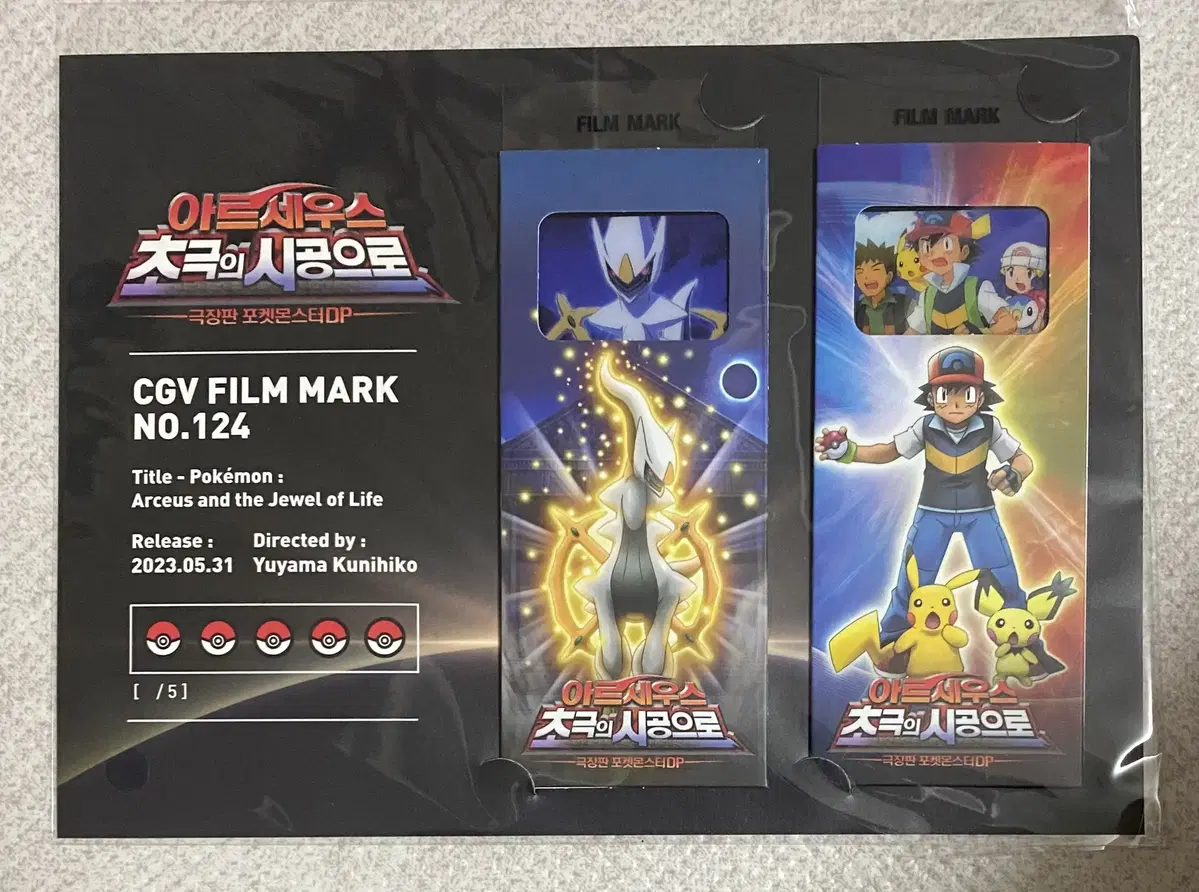 아르세우스
초극의 시공으로
극장판 포켓몬스터DP
CGV FILM MARK
NO.124
Title - Pokémon :
Arceus and the Jewel of Life
Release :
2023.05.31
Directed by :
Yuyama Kunihiko
[ /5]
FILM MARK
아르세우스
초극의 시공으로
극장판 포켓몬스터DP
FILM MARK
아르세우스
초극의 시공으로
극장판 포켓몬스터DP